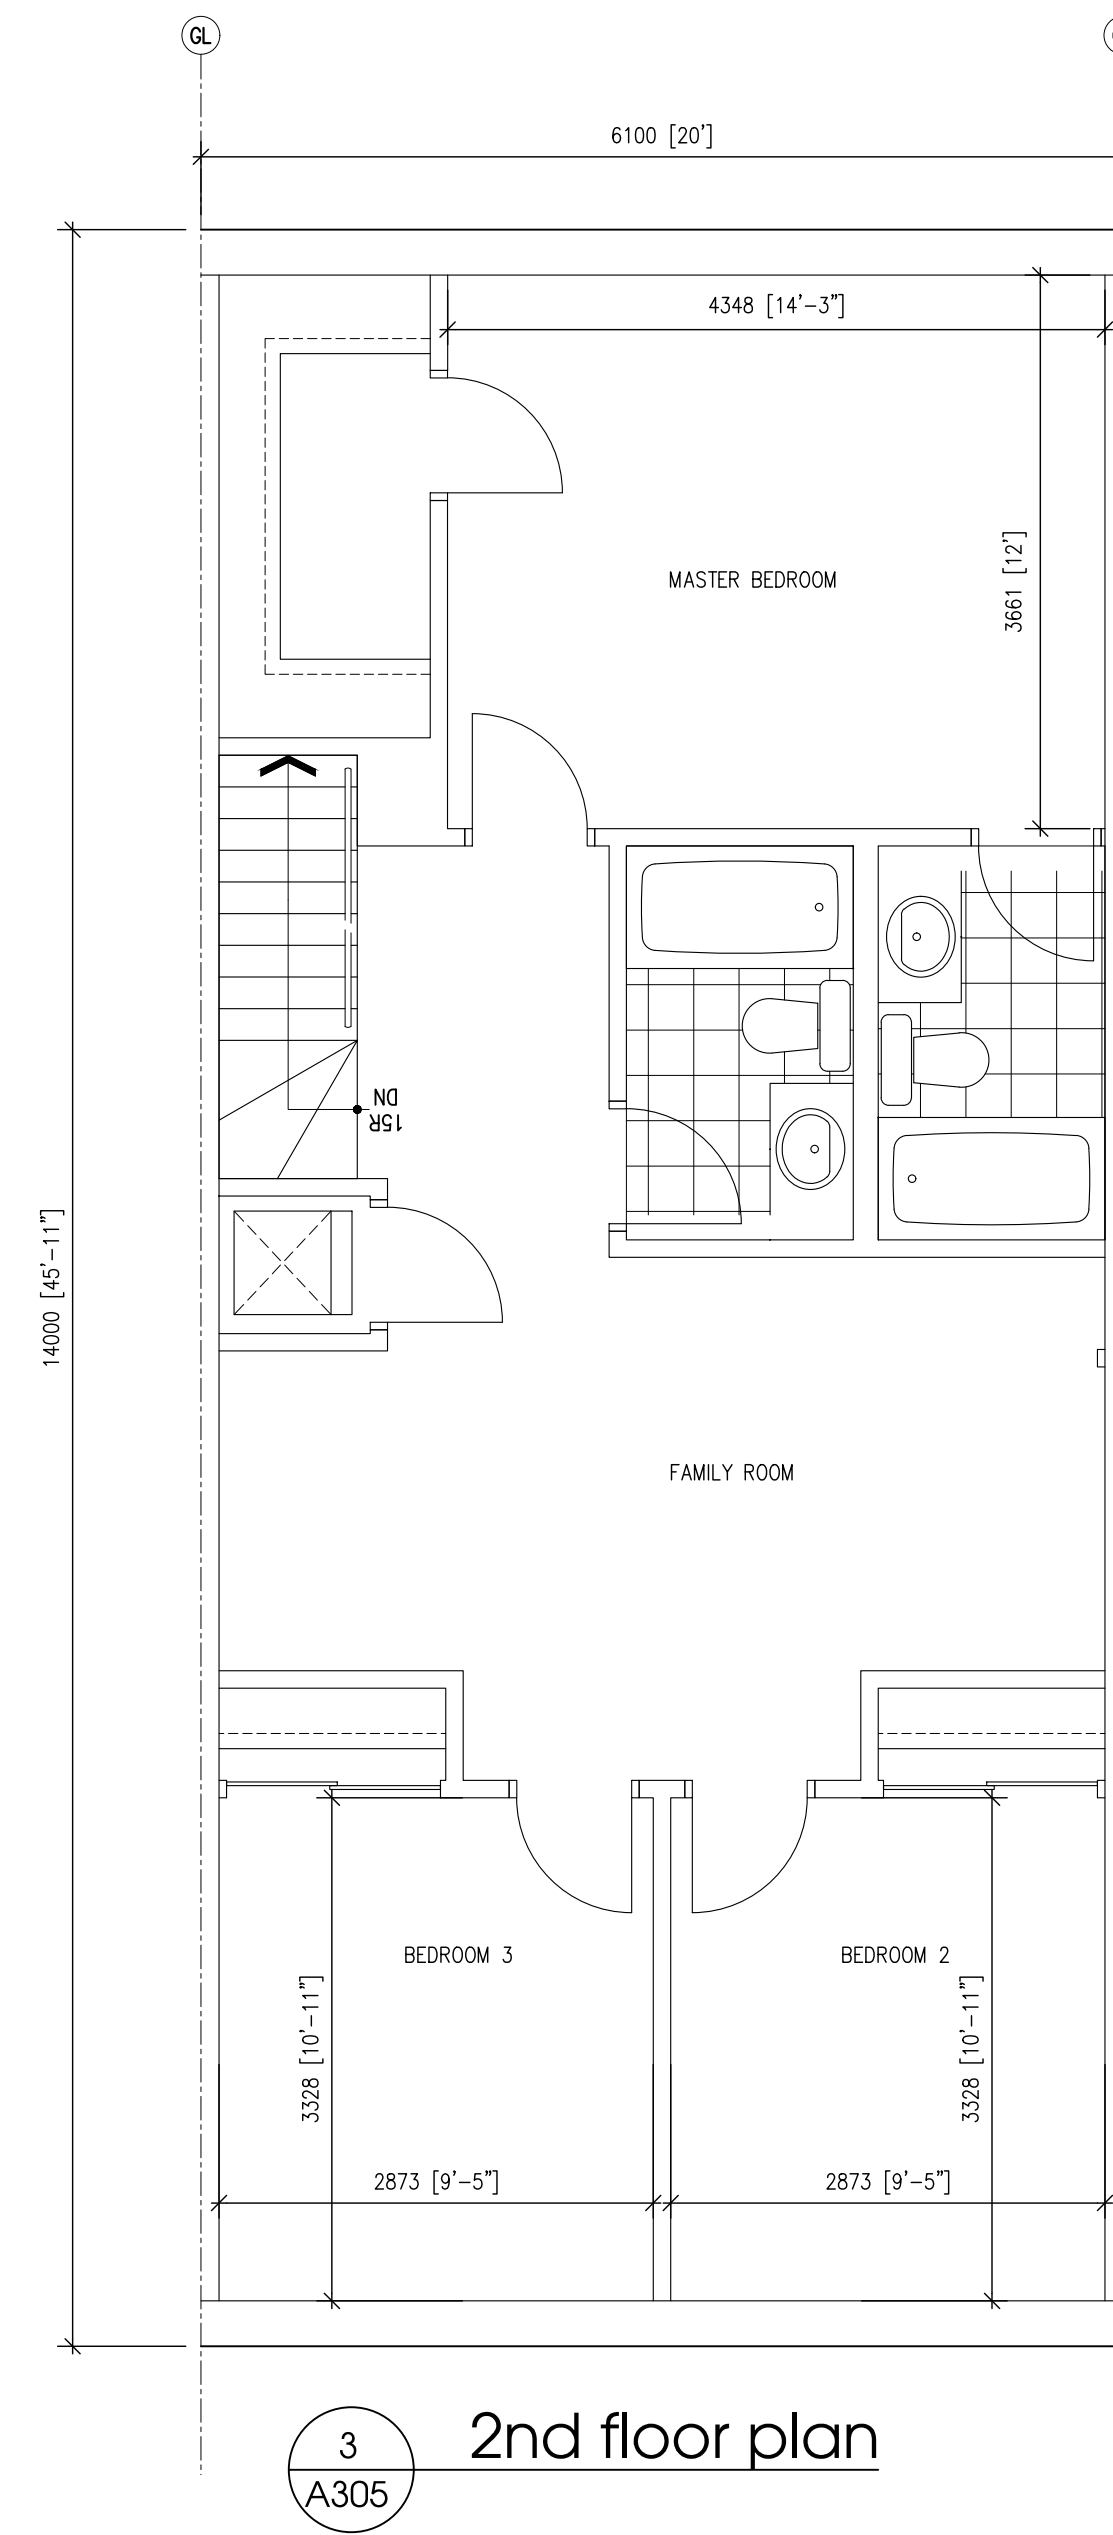 GL
6100 [20']
4348 [14'-3"]
3661 [12']
MASTER BEDROOM
DN
15R
14000 [45'-11"]
FAMILY ROOM
BEDROOM 3
BEDROOM 2
3328 [10'-11"]
3328 [10'-11"]
2873 [9'-5"]
2873 [9'-5"]
3
2nd floor plan
A305